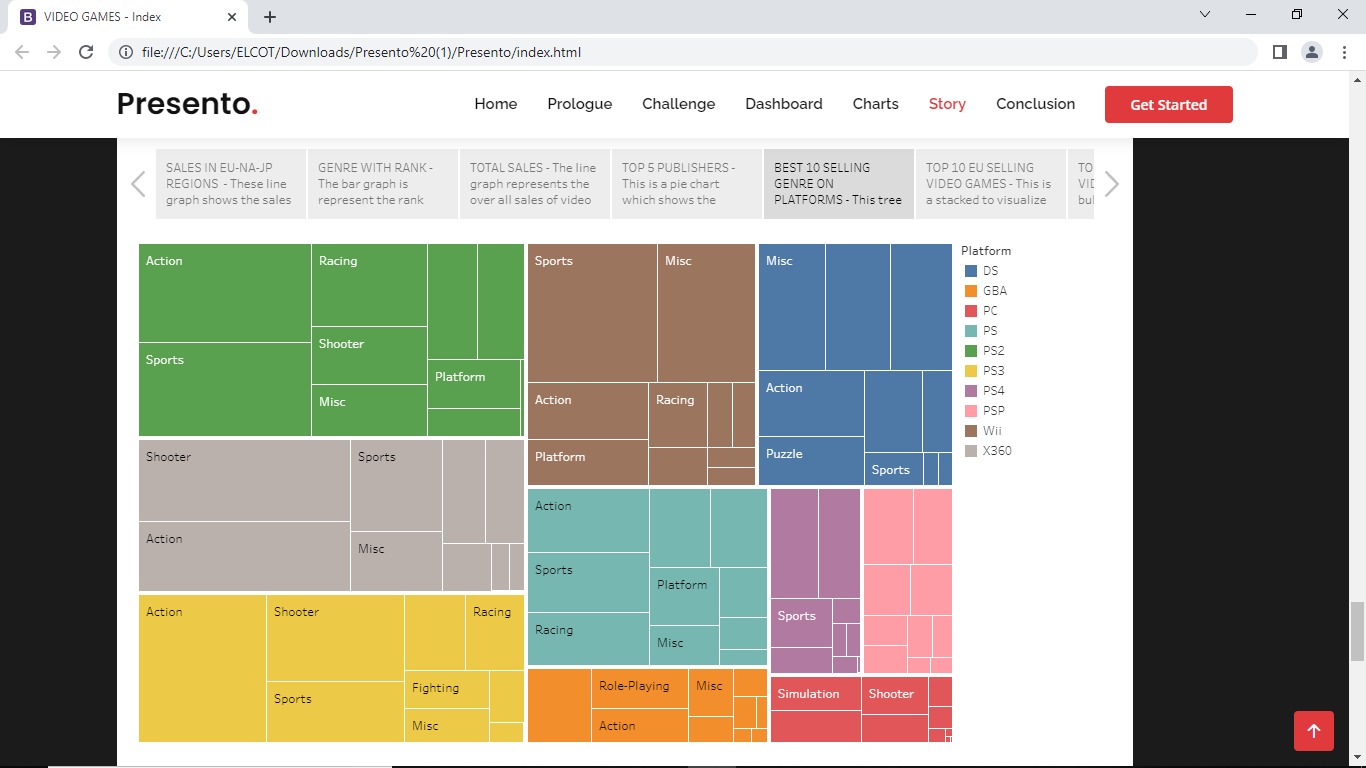 VIDEO GAMES - Index
file:///C:/Users/ELCOT/Downloads/Presento%20(1)/Presento/index.html
Presento.
Home
Prologue
Challenge
Dashboard
Charts
Story
Conclusion
Get Started
SALES IN EU-NA-JP
REGIONS - These line
graph shows the sales
GENRE WITH RANK -
The bar graph is
represent the rank
TOTAL SALES - The line
graph represents the
over all sales of video
TOP 5 PUBLISHERS -
This is a pie chart
which shows the
BEST 10 SELLING
GENRE ON
PLATFORMS - This tree
TOP 10 EU SELLING
VIDEO GAMES - This is
a stacked to visualize
TO
VID
bul
Action
Racing
Sports
Shooter
Misc
Platform
Sports
Misc
Action
Racing
Platform
Misc
Action
Puzzle
Sports
Shooter
Sports
Action
Misc
Action
Sports
Racing
Platform
Misc
Sports
Action
Shooter
Racing
Sports
Fighting
Misc
Role-Playing
Misc
Action
Simulation
Shooter
Platform
DS
GBA
PC
PS
PS2
PS3
PS4
PSP
Wii
X360